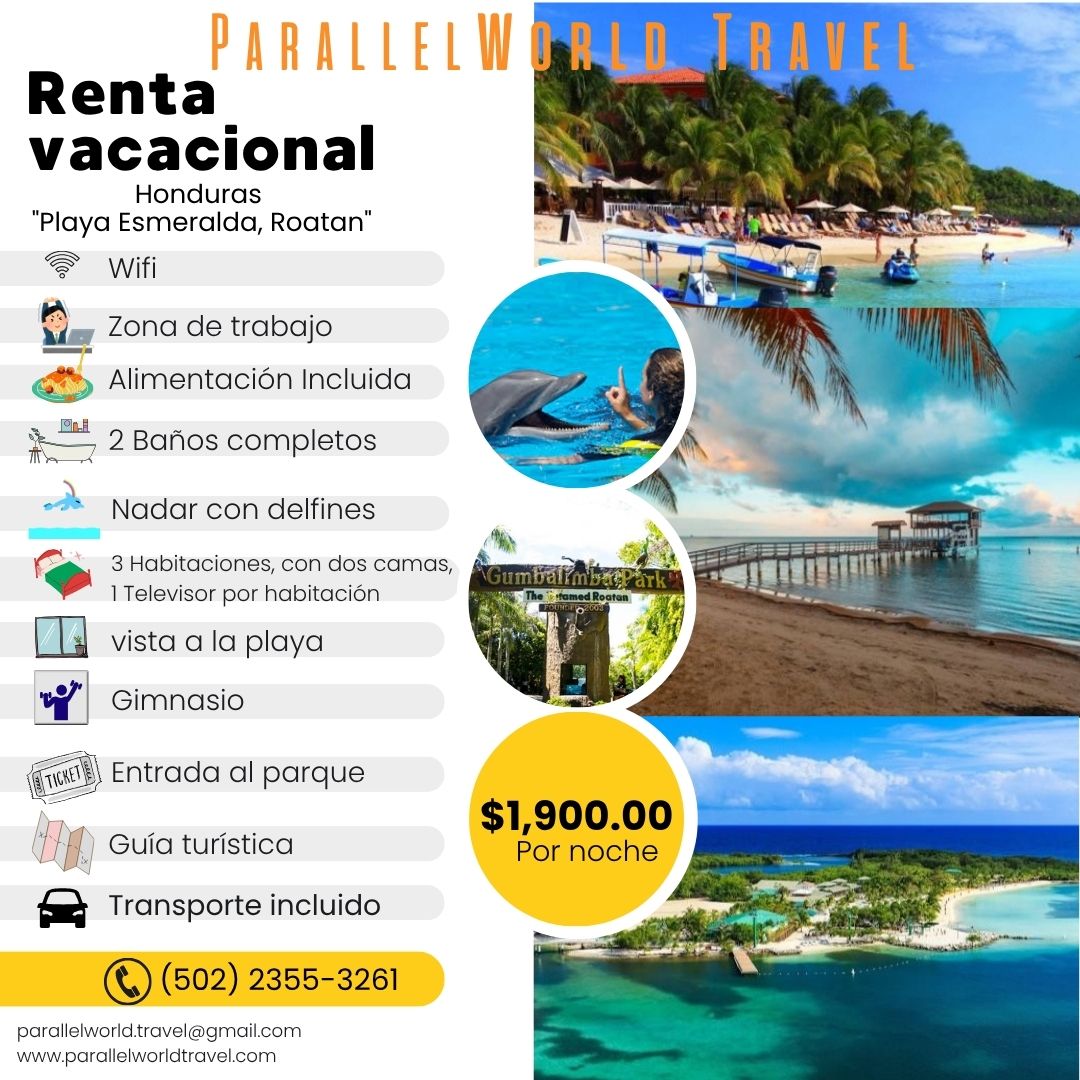 ParallelWorld Travel
Renta
vacacional
Honduras
"Playa Esmeralda, Roatan"
Wifi
Zona de trabajo
Alimentación Incluida
2 Baños completos
Nadar con delfines
3 Habitaciones, con dos camas,
1 Televisor por habitación
vista a la playa
Gimnasio
TICKET
Entrada al parque
Guía turística
Transporte incluido
(502) 2355-3261
parallelworld.travel@gmail.com
www.parallelworldtravel.com
Gumbalimba Park
The Untamed Roatan
FOUNDED 2003
$1,900.00
Por noche